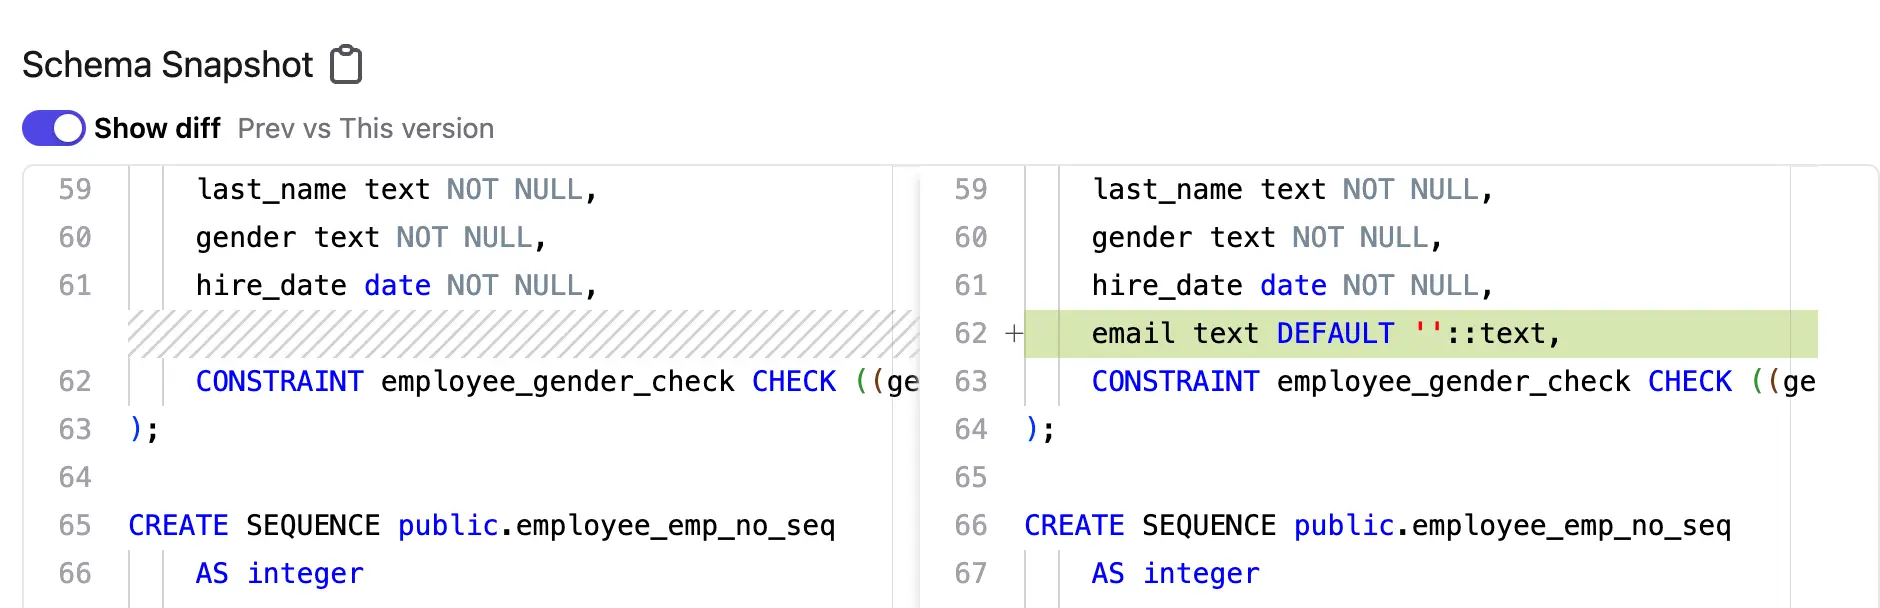 Schema Snapshot
Show diff Prev vs This version
59 last_name text NOT NULL,
60 gender text NOT NULL,
61 hire_date date NOT NULL,
62 CONSTRAINT employee_gender_check CHECK ((ge
63 );
64
65 CREATE SEQUENCE public.employee_emp_no_seq
66 AS integer
59 last_name text NOT NULL,
60 gender text NOT NULL,
61 hire_date date NOT NULL,
62 + email text DEFAULT ''::text,
63 CONSTRAINT employee_gender_check CHECK ((ge
64 );
65
66 CREATE SEQUENCE public.employee_emp_no_seq
67 AS integer